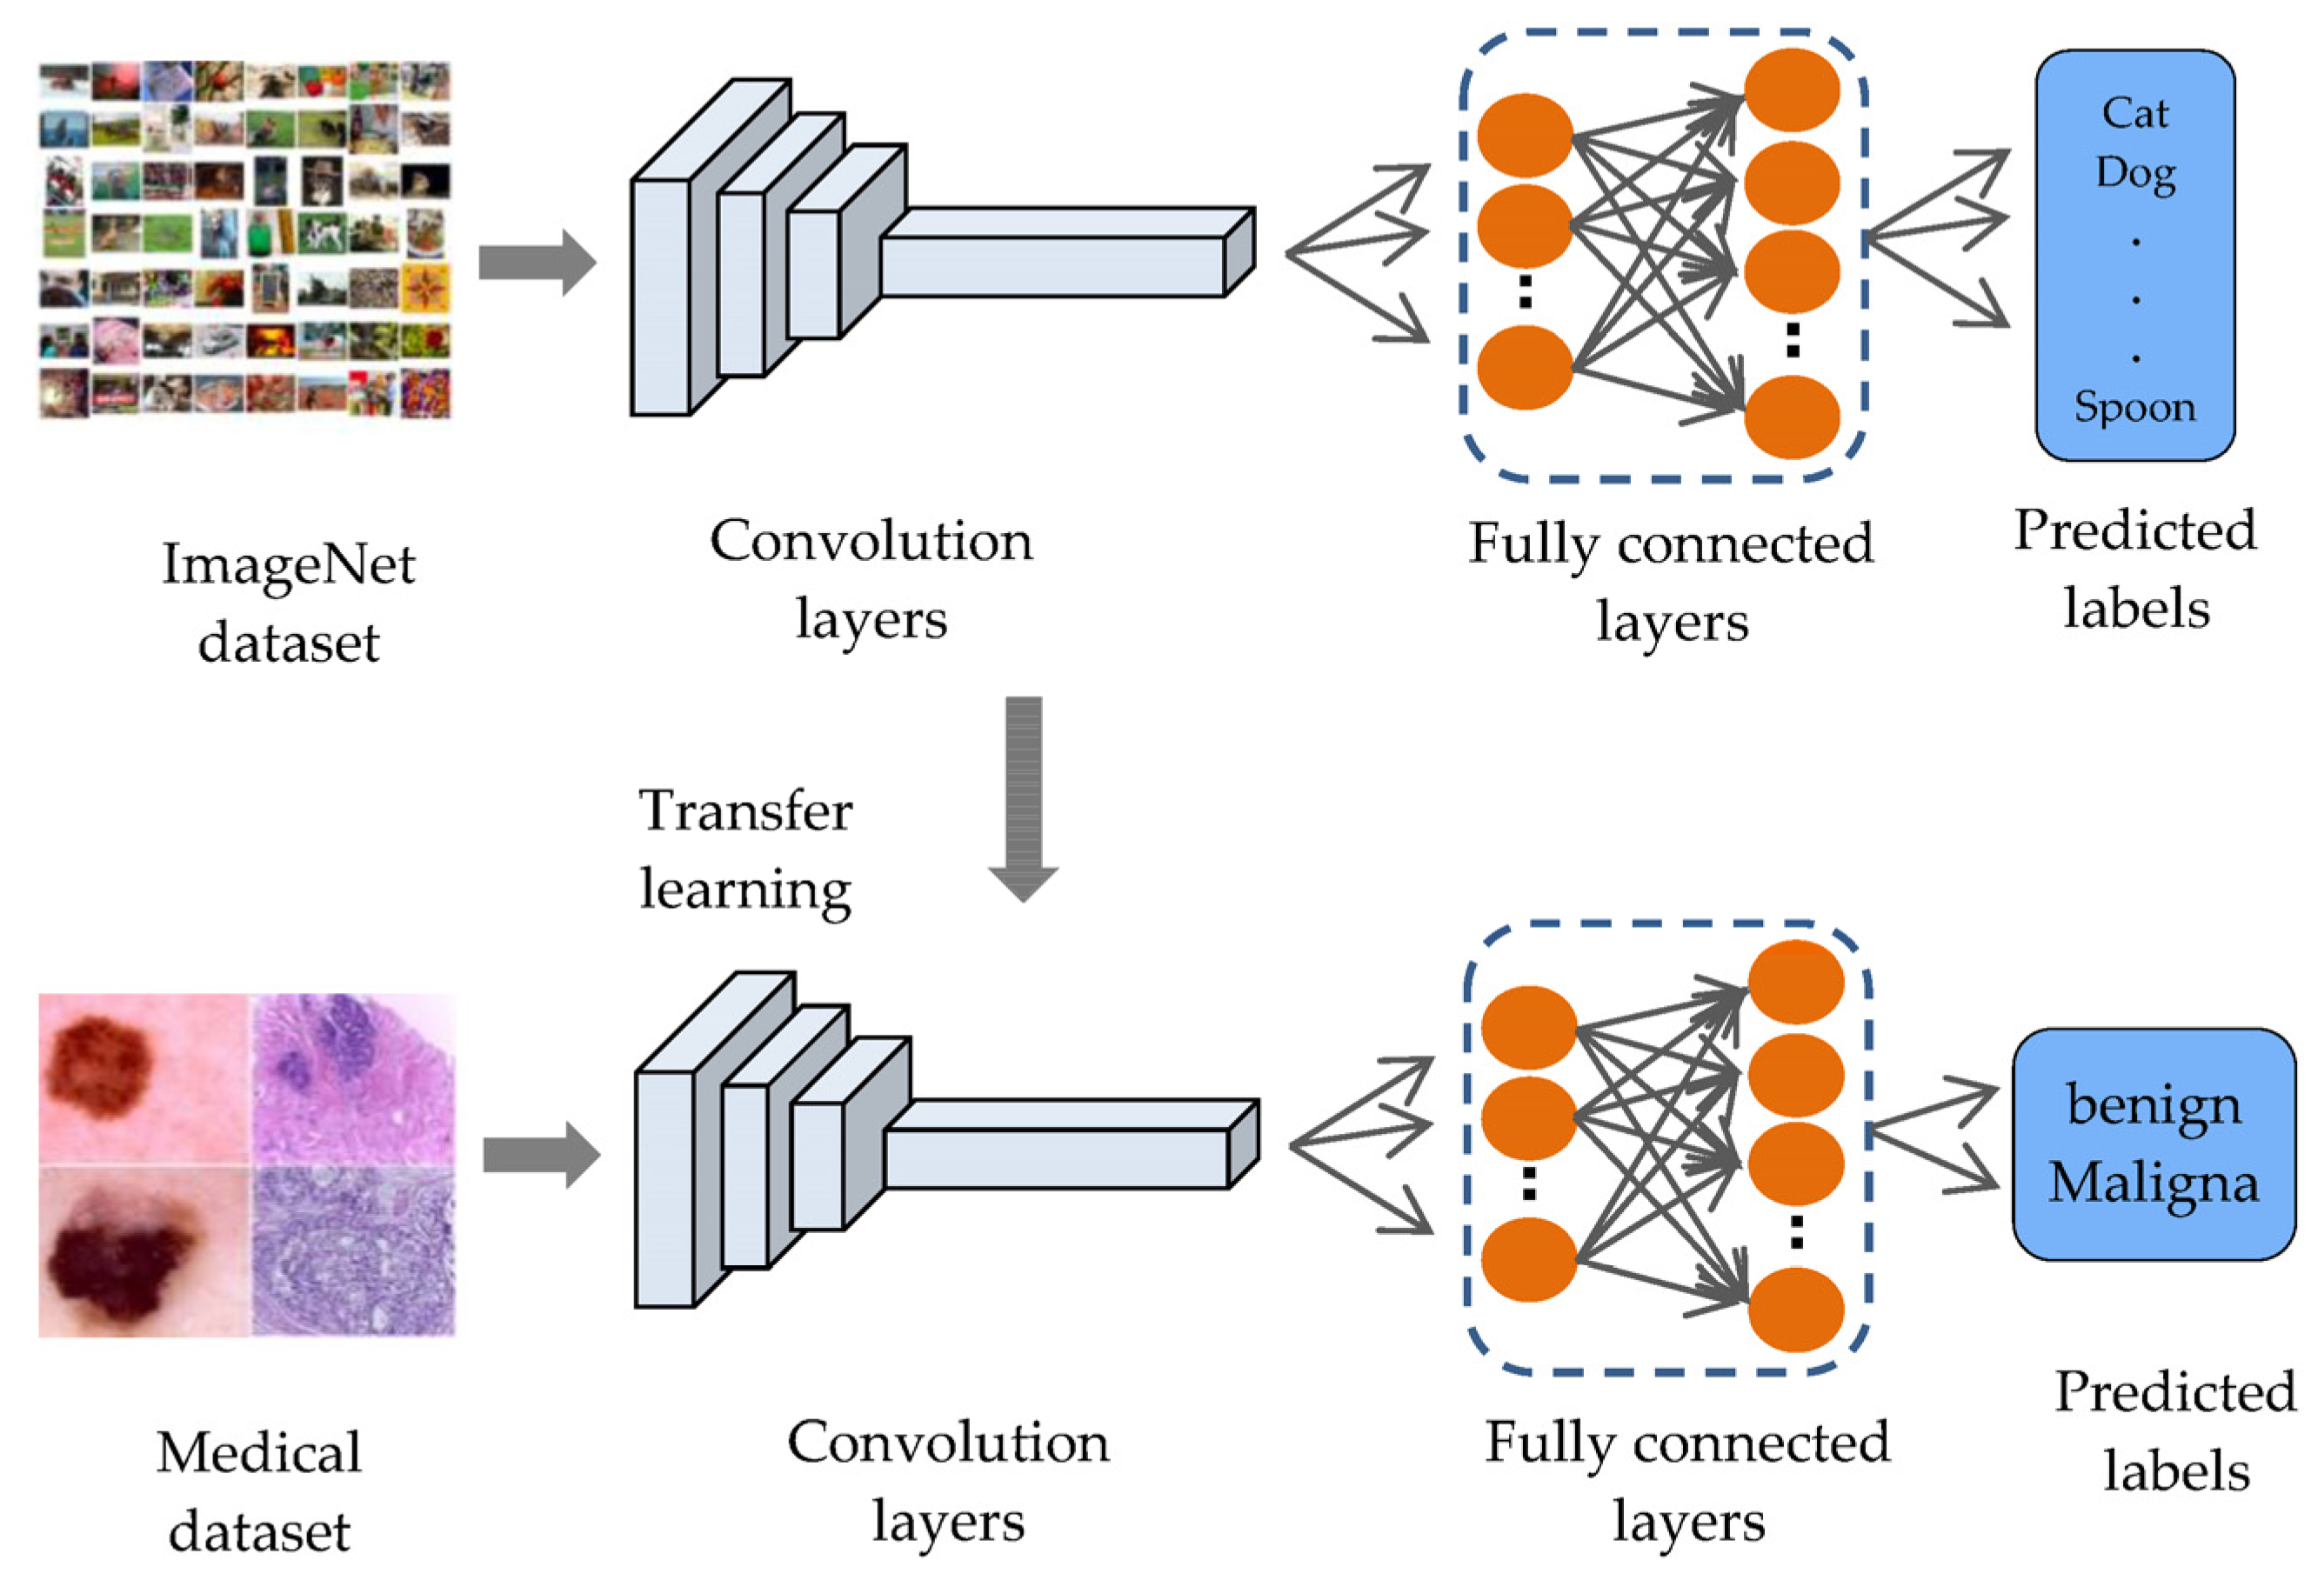 Cat
Dog
.
.
.
Spoon
ImageNet
dataset
Convolution
layers
Fully connected
layers
Predicted
labels
Transfer
learning
benign
Maligna
Medical
dataset
Convolution
layers
Fully connected
layers
Predicted
labels